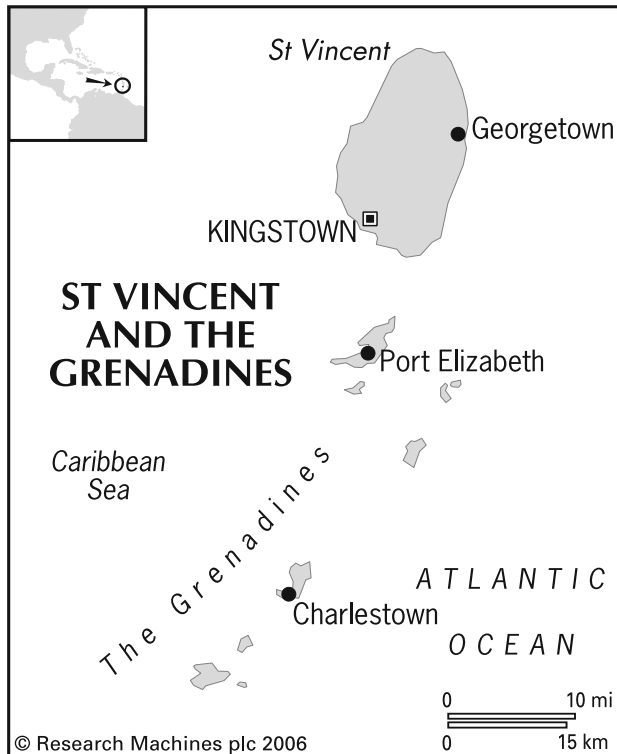 St Vincent
Georgetown
KINGSTOWN
ST VINCENT
AND THE
GRENADINES
Port Elizabeth
Caribbean
Sea
The Grenadines
ATLANTIC
OCEAN
Charlestown
0 10 mi
0 15 km
© Research Machines plc 2006